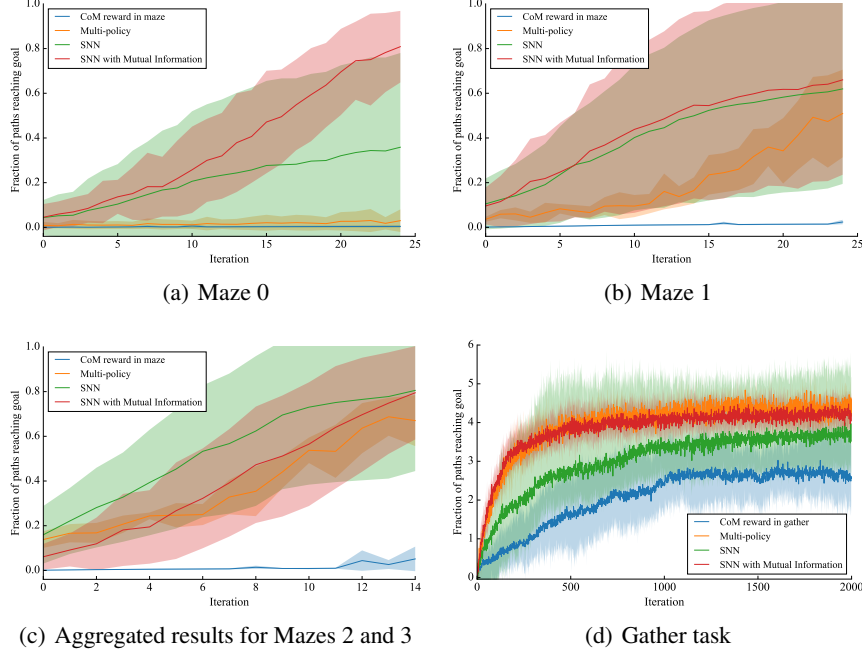 CoM reward in maze
Multi-policy
SNN
SNN with Mutual Information
Fraction of paths reaching goal
1.0
0.8
0.6
0.4
0.2
0.0
0 5 10 15 20 25
Iteration
(a) Maze 0
CoM reward in maze
Multi-policy
SNN
SNN with Mutual Information
Fraction of paths reaching goal
1.0
0.8
0.6
0.4
0.2
0.0
0 5 10 15 20 25
Iteration
(b) Maze 1
CoM reward in maze
Multi-policy
SNN
SNN with Mutual Information
Fraction of paths reaching goal
1.0
0.8
0.6
0.4
0.2
0.0
0 2 4 6 8 10 12 14
Iteration
(c) Aggregated results for Mazes 2 and 3
Fraction of paths reaching goal
6
5
4
3
2
1
0
CoM reward in gather
Multi-policy
SNN
SNN with Mutual Information
0 500 1000 1500 2000
Iteration
(d) Gather task